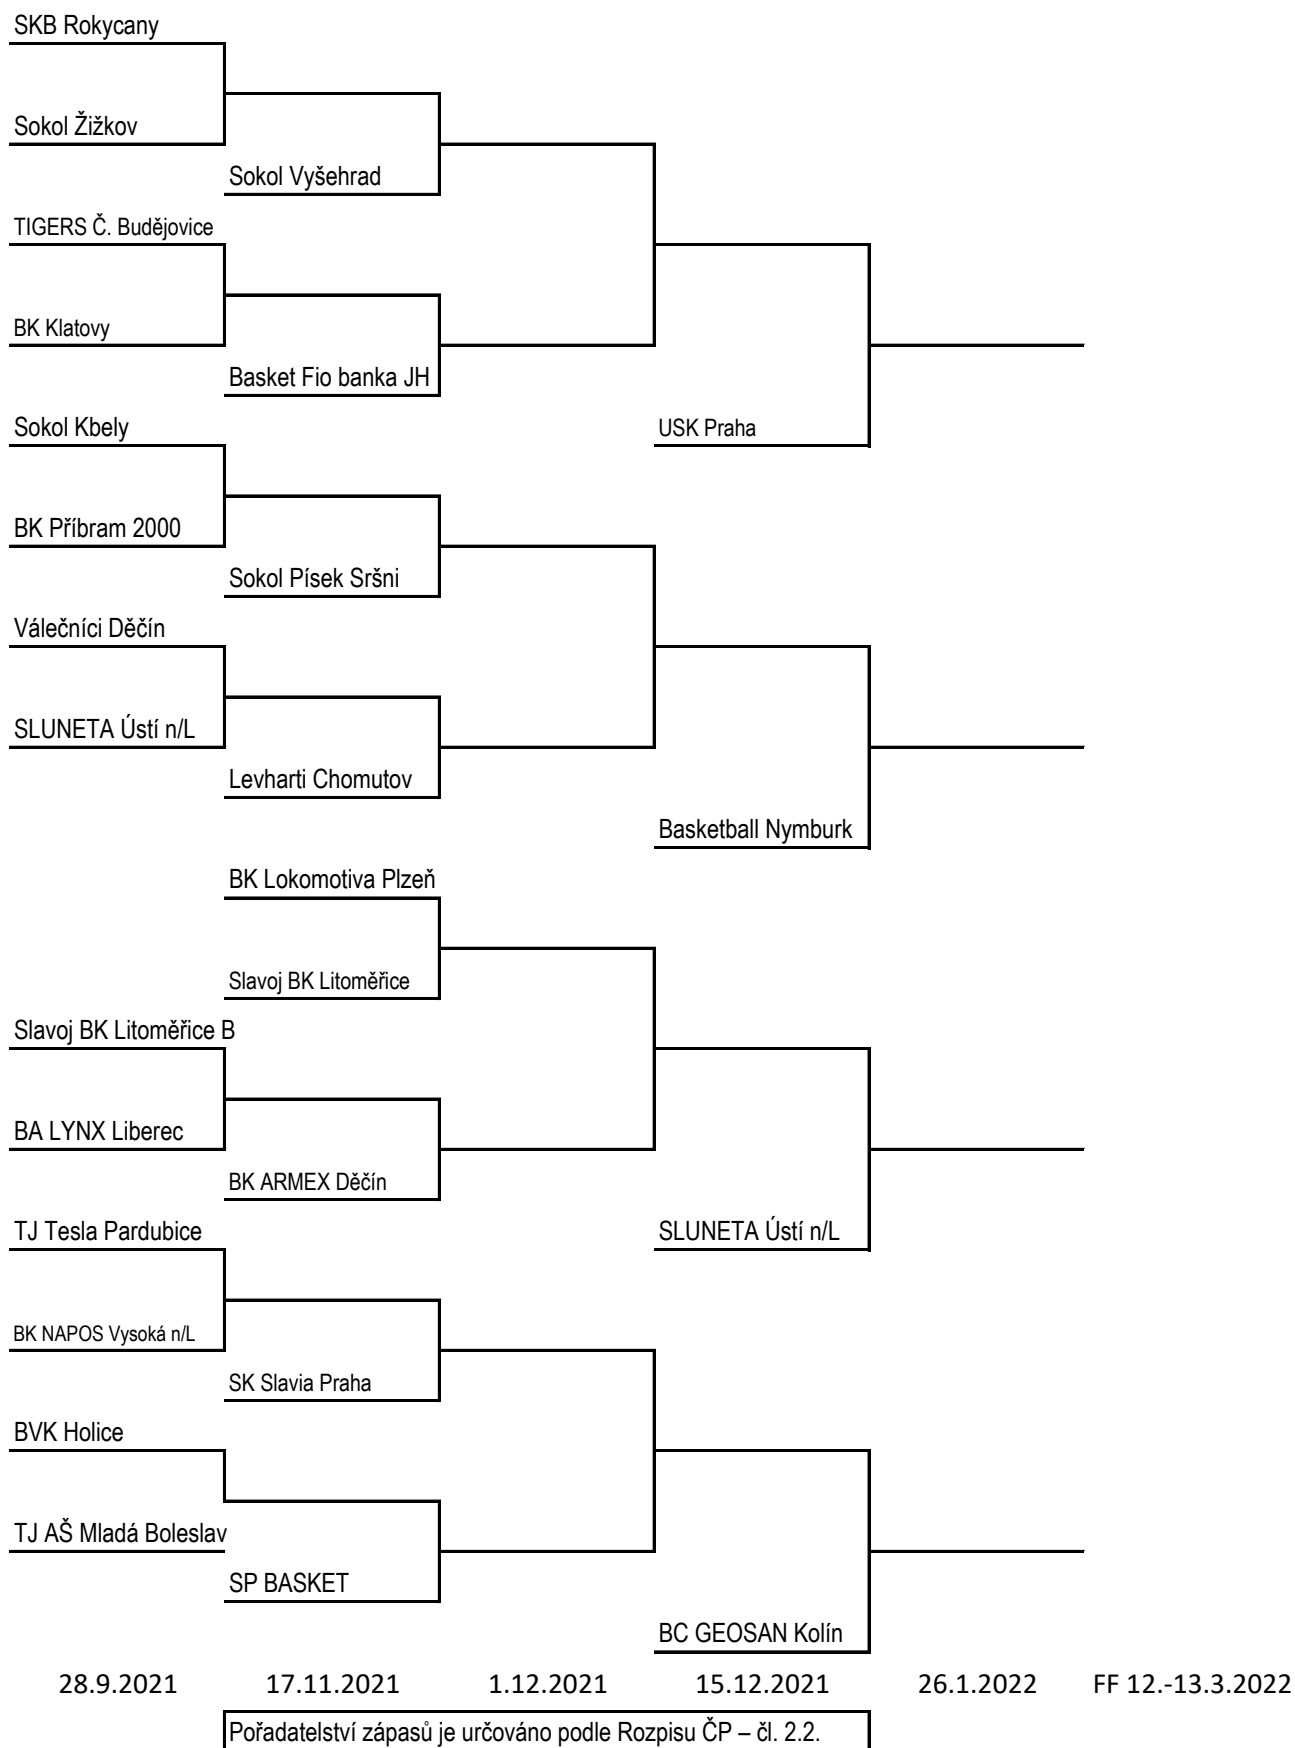 SKB Rokycany
Sokol Žižkov
Sokol Vyšehrad
TIGERS Č. Budějovice
BK Klatovy
Basket Fio banka JH
Sokol Kbely
USK Praha
BK Příbram 2000
Sokol Písek Sršni
Válečníci Děčín
SLUNETA Ústí n/L
Levharti Chomutov
Basketball Nymburk
BK Lokomotiva Plzeň
Slavoj BK Litoměřice
Slavoj BK Litoměřice B
BA LYNX Liberec
BK ARMEX Děčín
TJ Tesla Pardubice
SLUNETA Ústí n/L
BK NAPOS Vysoká n/L
SK Slavia Praha
BVK Holice
TJ AŠ Mladá Boleslav
SP BASKET
BC GEOSAN Kolín
28.9.2021 17.11.2021 1.12.2021 15.12.2021 26.1.2022 FF 12.-13.3.2022
Pořadatelství zápasů je určováno podle Rozpisu ČP – čl. 2.2.